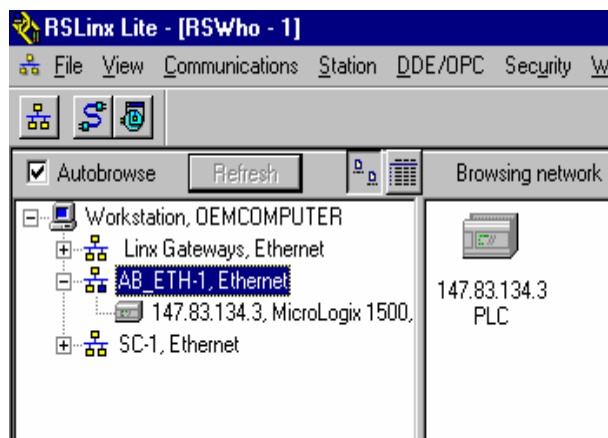 RSLinx Lite - [RSWho - 1]
File View Communications Station DDE/OPC Security W
Autobrowse Refresh Browsing network
Workstation, OEMCOMPUTER
Linx Gateways, Ethernet
AB_ETH-1, Ethernet
147.83.134.3, MicroLogix 1500,
SC-1, Ethernet
147.83.134.3
PLC